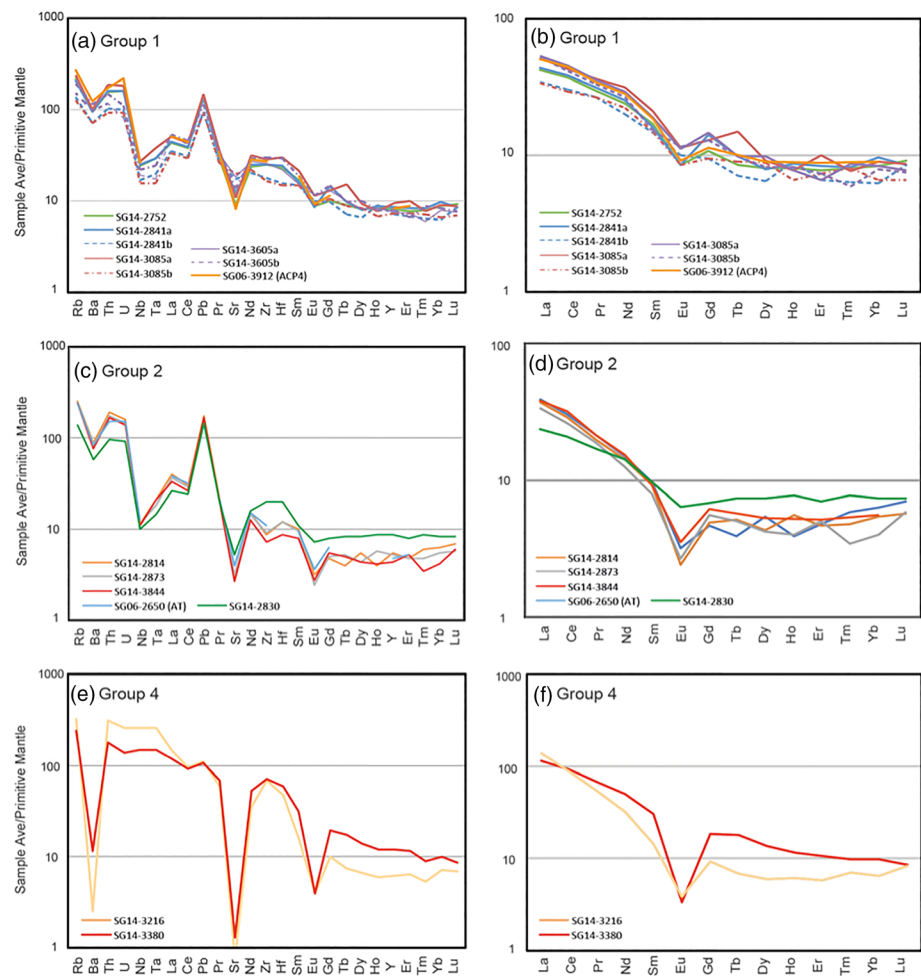 1000
(a) Group 1
100
10
1
Sample Ave/Primitive Mantle
SG14-2752
SG14-2841a
SG14-2841b
SG14-3085a
SG14-3085b
SG14-3605a
SG14-3605b
SG06-3912 (ACP4)
Rb Ba Th U Nb Ta La Ce Pb Pr Sr Nd Zr Hf Sm Eu Gd Tb Dy Ho Y Er Tm Yb Lu
100
(b) Group 1
10
1
SG14-2752
SG14-2841a
SG14-2841b
SG14-3085a
SG14-3085b
SG14-3085a
SG14-3085b
SG06-3912 (ACP4)
La Ce Pr Nd Sm Eu Gd Tb Dy Ho Er Tm Yb Lu
1000
(c) Group 2
100
10
1
Sample Ave/Primitive Mantle
SG14-2814
SG14-2873
SG14-3844
SG06-2650 (AT) SG14-2830
Rb Ba Th U Nb Ta La Ce Pb Pr Sr Nd Zr Hf Sm Eu Gd Tb Dy Ho Y Er Tm Yb Lu
100
(d) Group 2
10
1
SG14-2814
SG14-2873
SG14-3844
SG06-2650 (AT) SG14-2830
La Ce Pr Nd Sm Eu Gd Tb Dy Ho Er Tm Yb Lu
1000
(e) Group 4
100
10
1
Sample Ave/Primitive Mantle
SG14-3216
SG14-3380
Rb Ba Th U Nb Ta La Ce Pb Pr Sr Nd Zr Hf Sm Eu Gd Tb Dy Ho Y Er Tm Yb Lu
1000
(f) Group 4
100
10
1
SG14-3216
SG14-3380
La Ce Pr Nd Sm Eu Gd Tb Dy Ho Er Tm Yb Lu